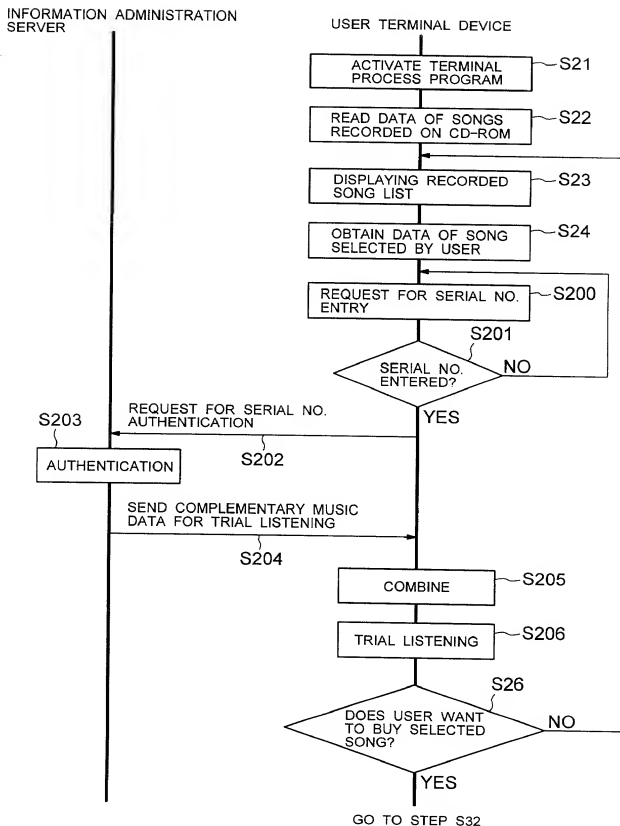 INFORMATION ADMINISTRATION
SERVER
USER TERMINAL DEVICE
ACTIVATE TERMINAL
PROCESS PROGRAM
S21
READ DATA OF SONGS
RECORDED ON CD-ROM
S22
DISPLAYING RECORDED
SONG LIST
S23
OBTAIN DATA OF SONG
SELECTED BY USER
S24
REQUEST FOR SERIAL NO.
ENTRY
S200
S201
SERIAL NO.
ENTERED?
NO
YES
REQUEST FOR SERIAL NO.
AUTHENTICATION
S202
S203
AUTHENTICATION
SEND COMPLEMENTARY MUSIC
DATA FOR TRIAL LISTENING
S204
COMBINE
S205
TRIAL LISTENING
S206
S26
DOES USER WANT
TO BUY SELECTED
SONG?
NO
YES
GO TO STEP S32